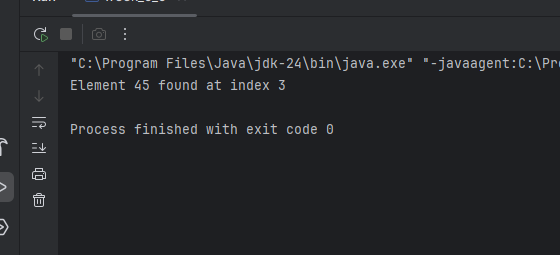 "C:\Program Files\Java\jdk-24\bin\java.exe" "-javaagent:C:\Pr
Element 45 found at index 3
Process finished with exit code 0